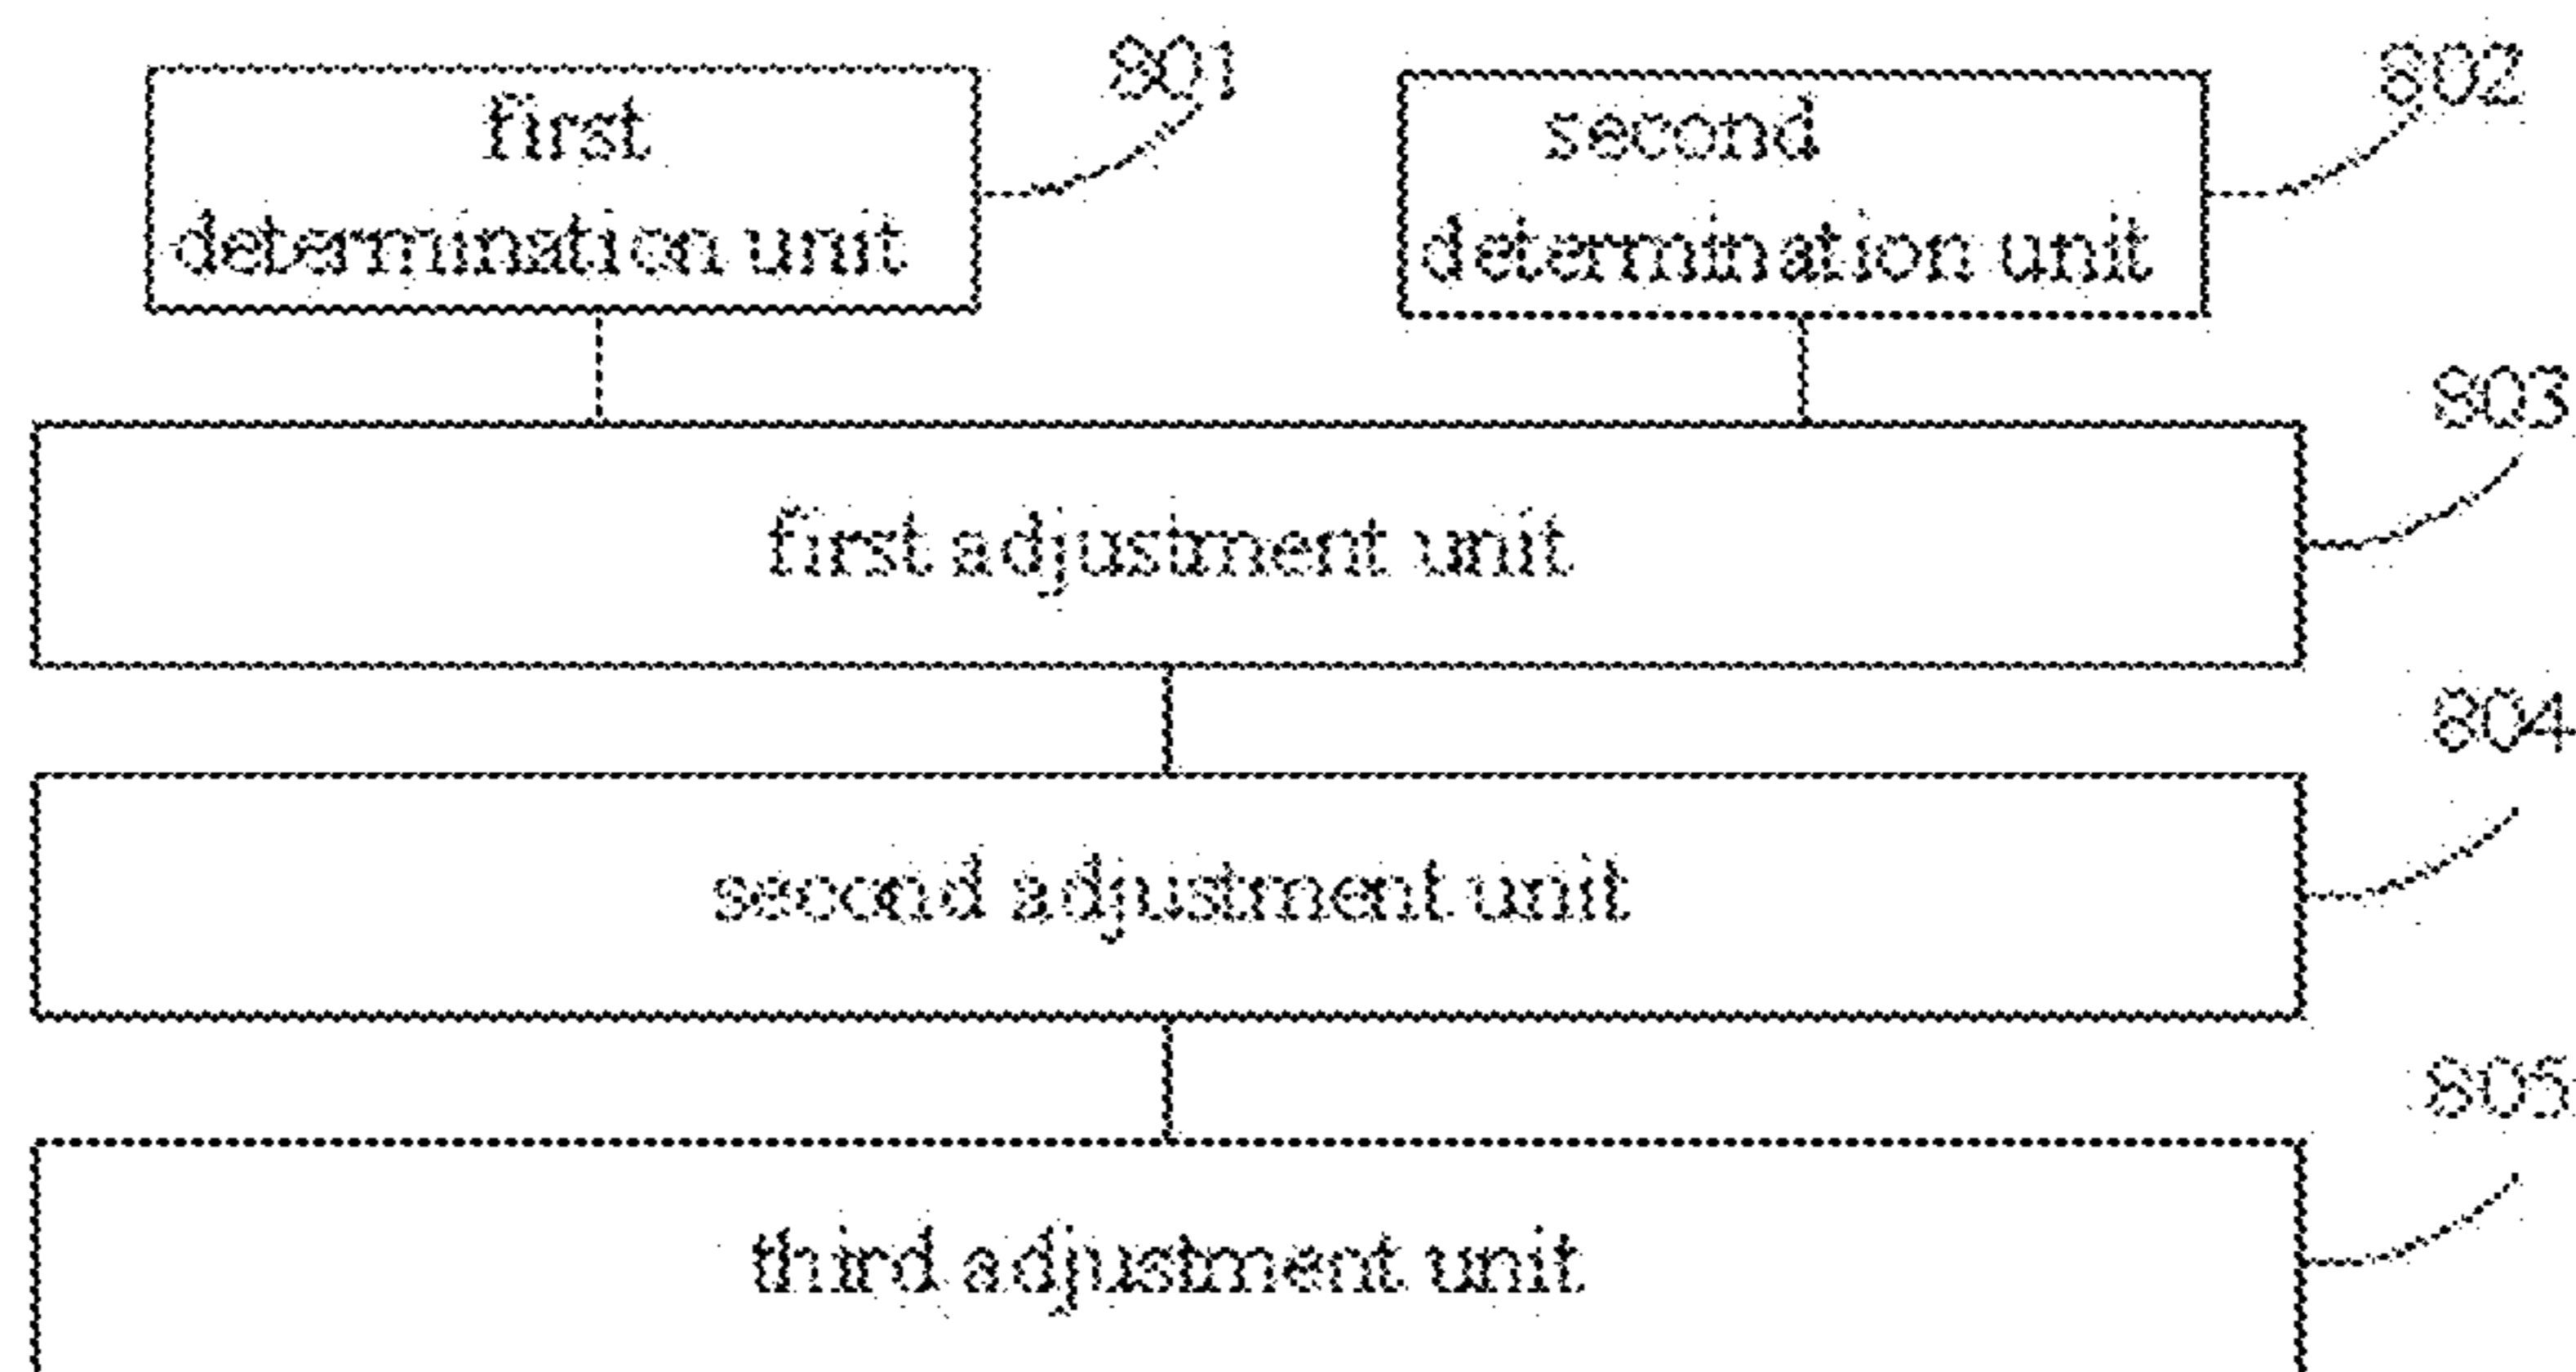 801
802
first
determination unit
second
determination unit
803
first adjustment unit
804
second adjustment unit
805
third adjustment unit